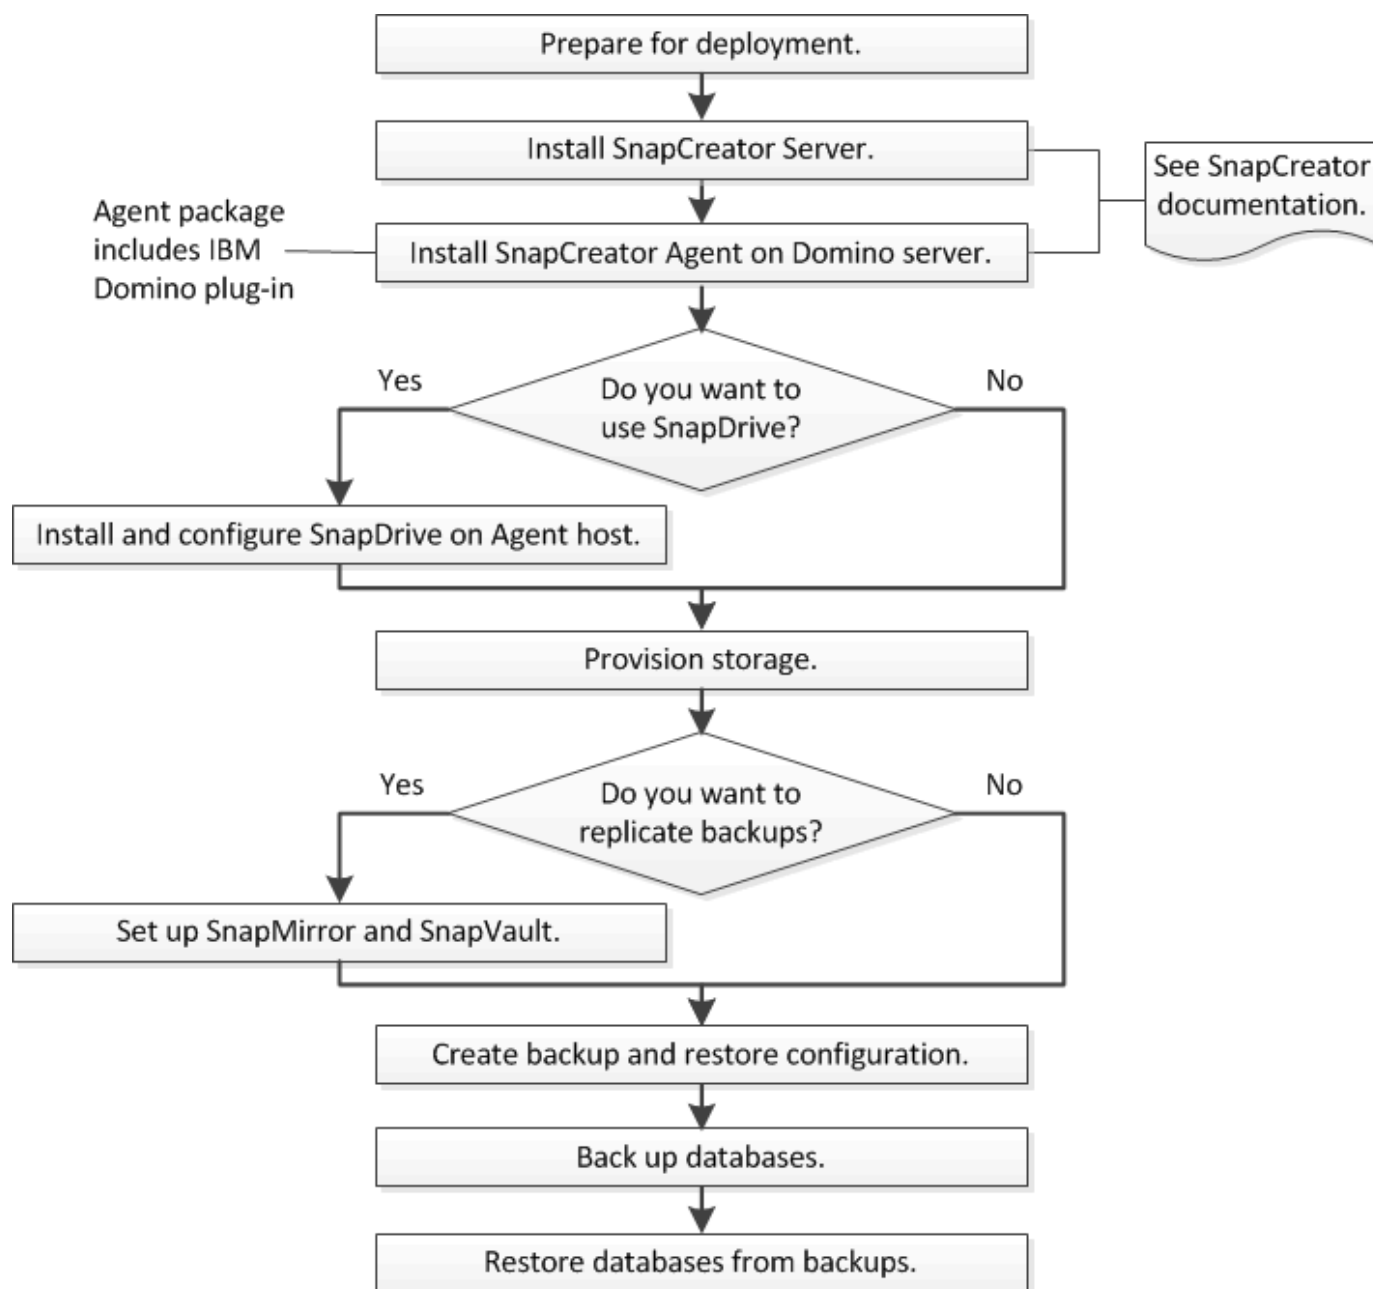 Prepare for deployment.
Install SnapCreator Server.
See SnapCreator
documentation.
Agent package
includes IBM
Domino plug-in
Install SnapCreator Agent on Domino server.
Yes
Do you want to
use SnapDrive?
No
Install and configure SnapDrive on Agent host.
Provision storage.
Yes
Do you want to
replicate backups?
No
Set up SnapMirror and SnapVault.
Create backup and restore configuration.
Back up databases.
Restore databases from backups.